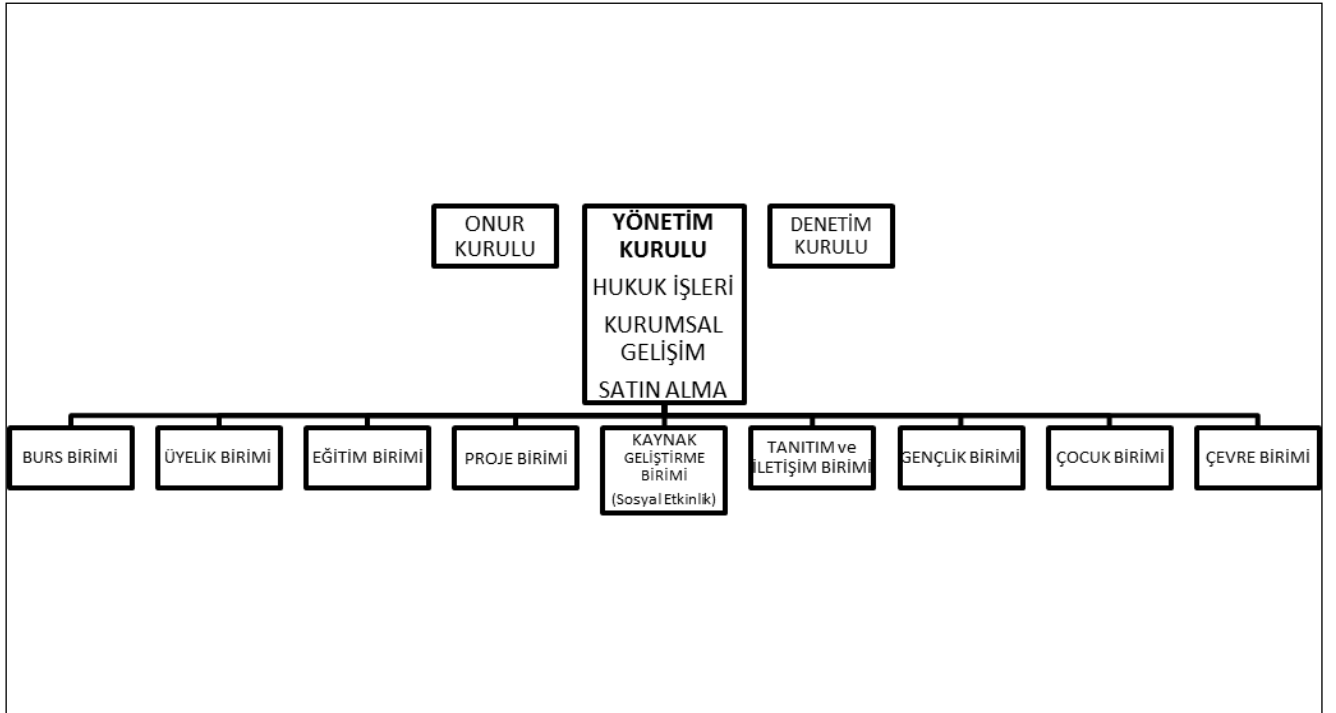 ONUR
KURULU
YÖNETİM
KURULU
HUKUK İŞLERİ
KURUMSAL
GELİŞİM
SATIN ALMA
DENETİM
KURULU
BURS BİRİMİ
ÜYELİK BİRİMİ
EĞİTİM BİRİMİ
PROJE BİRİMİ
KAYNAK
GELİŞTİRME
BİRİMİ
(Sosyal Etkinlik)
TANITIM ve
İLETİŞİM BİRİMİ
GENÇLİK BİRİMİ
ÇOCUK BİRİMİ
ÇEVRE BİRİMİ